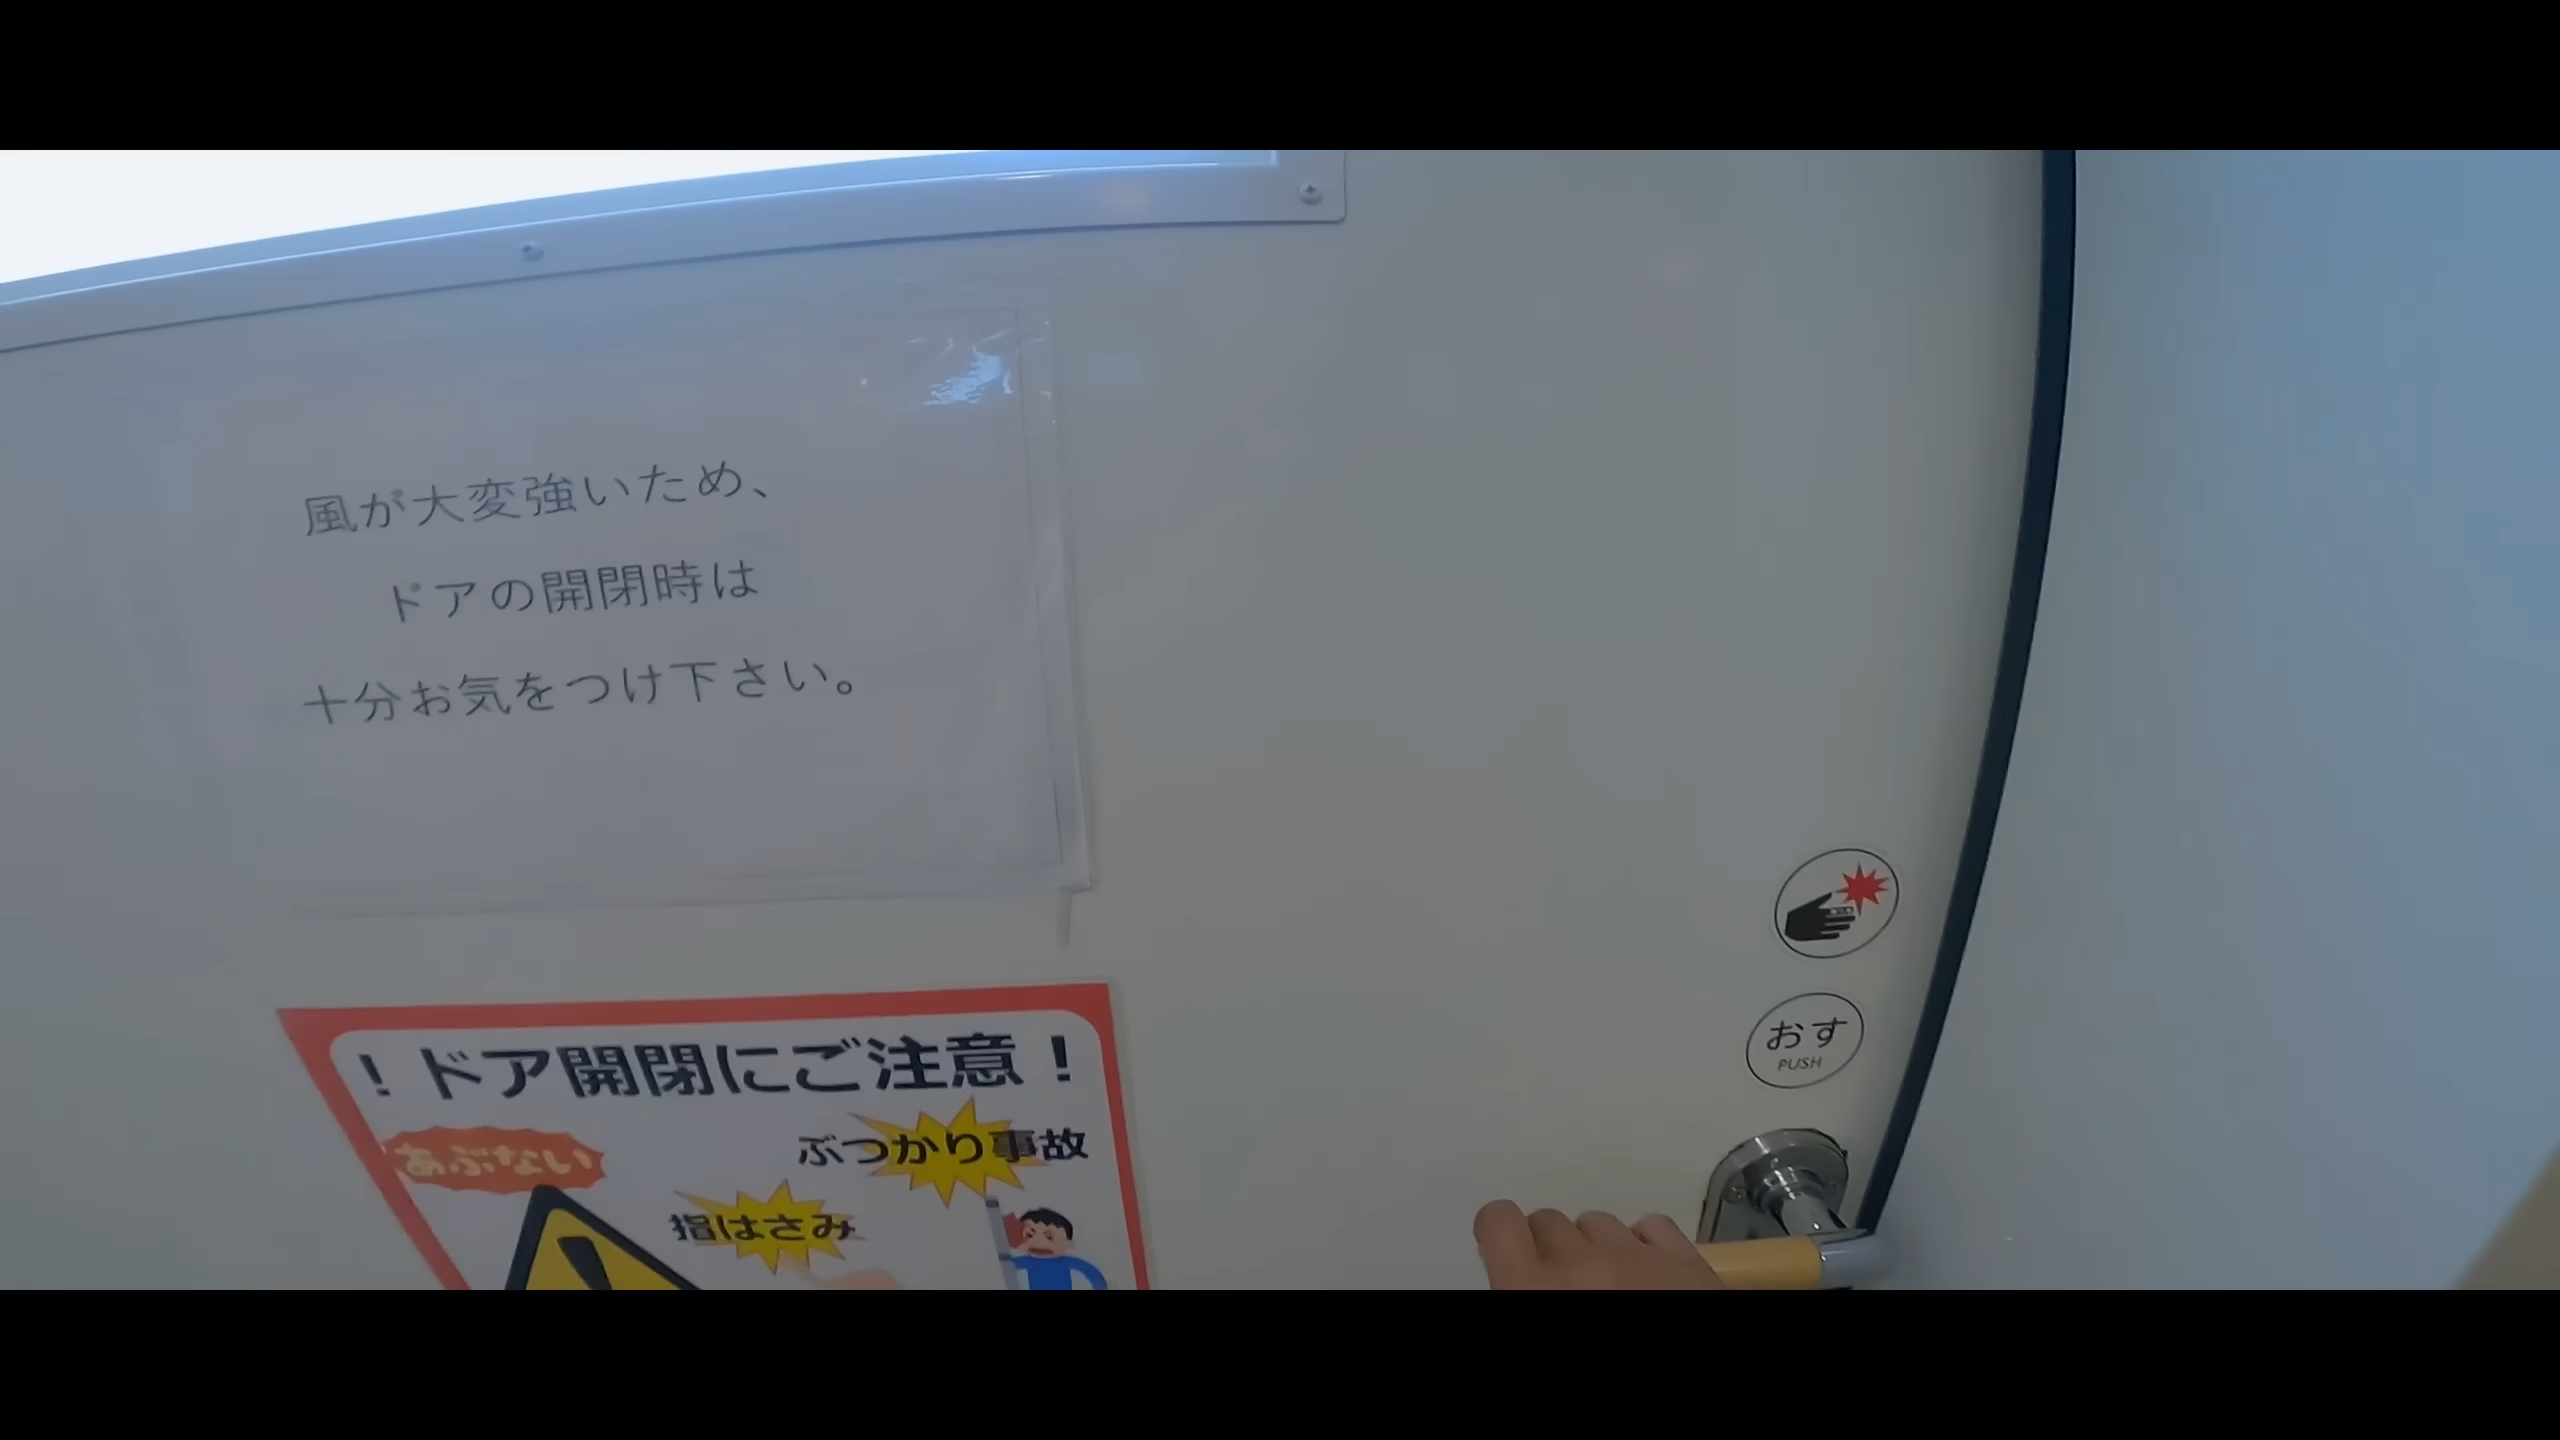 風が大変強いため、
ドアの開閉時は
十分お気をつけ下さい。
！ドア開閉にご注意！
あぶない
ぶつかり事故
指はさみ
おす
PUSH